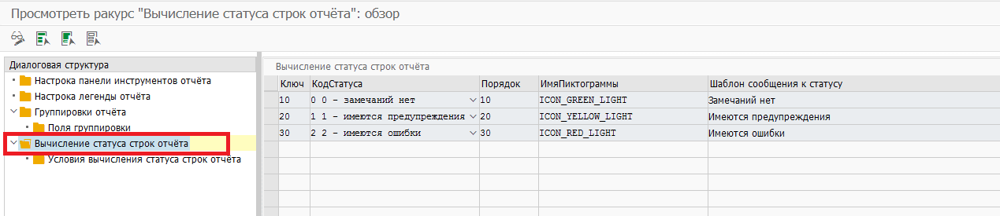 Просмотреть ракурс "Вычисление статуса строк отчёта": обзор
Диалоговая структура
Настрока панели инструментов отчёта
Настрока легенды отчёта
Группировки отчёта
Поля группировки
Вычисление статуса строк отчёта
Условия вычисления статуса строк отчёта
Вычисление статуса строк отчёта
Ключ КодСтатуса Порядок ИмяПиктограммы Шаблон сообщения к статусу
10 0 0 – замечаний нет 10 ICON_GREEN_LIGHT Замечаний нет
20 1 1 – имеются предупреждения 20 ICON_YELLOW_LIGHT Имеются предупреждения
30 2 2 – имеются ошибки 30 ICON_RED_LIGHT Имеются ошибки